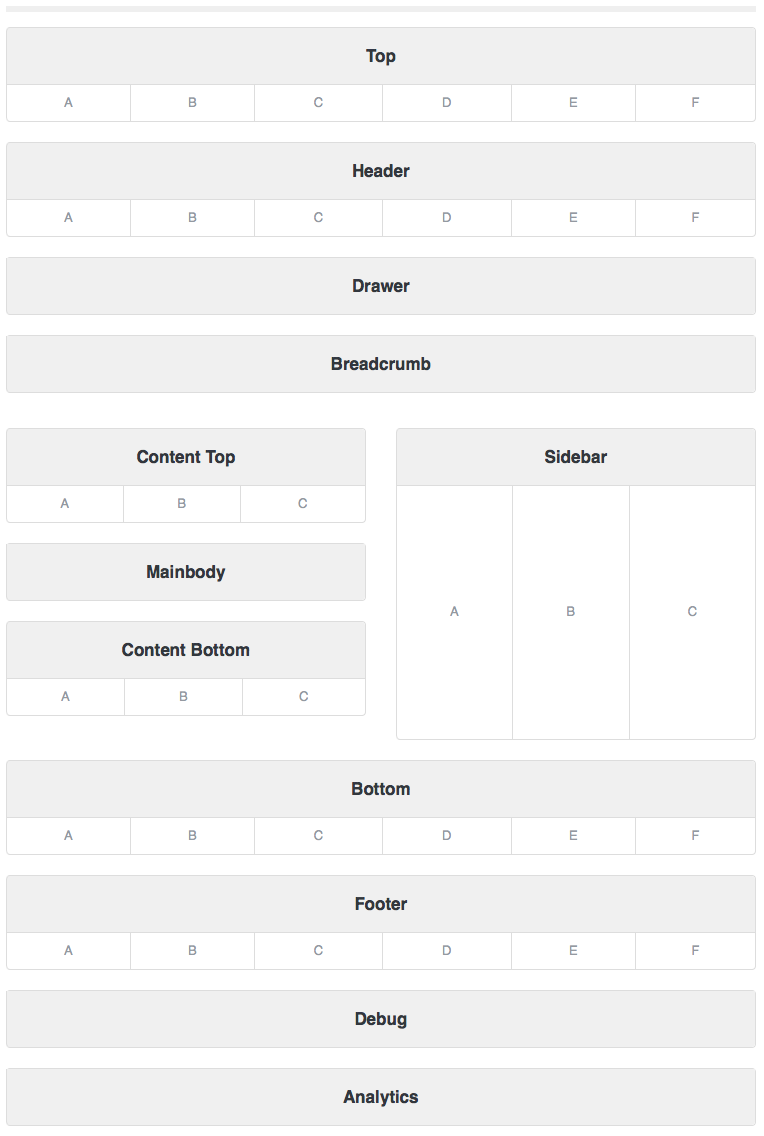 Top
A B C D E F
Header
A B C D E F
Drawer
Breadcrumb
Content Top
A B C
Mainbody
Content Bottom
A B C
Sidebar
A B C
Bottom
A B C D E F
Footer
A B C D E F
Debug
Analytics